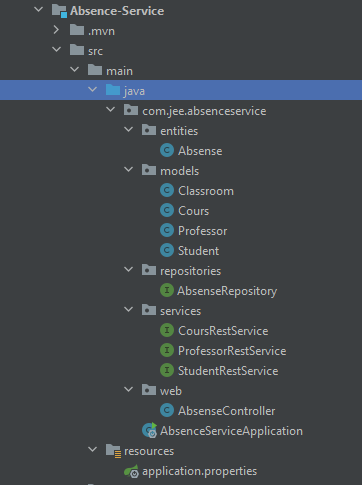 Absence-Service
.mvn
src
main
java
com.jee.absenceservice
entities
Absense
models
Classroom
Cours
Professor
Student
repositories
AbsenseRepository
services
CoursRestService
ProfessorRestService
StudentRestService
web
AbsenseController
AbsenceServiceApplication
resources
application.properties